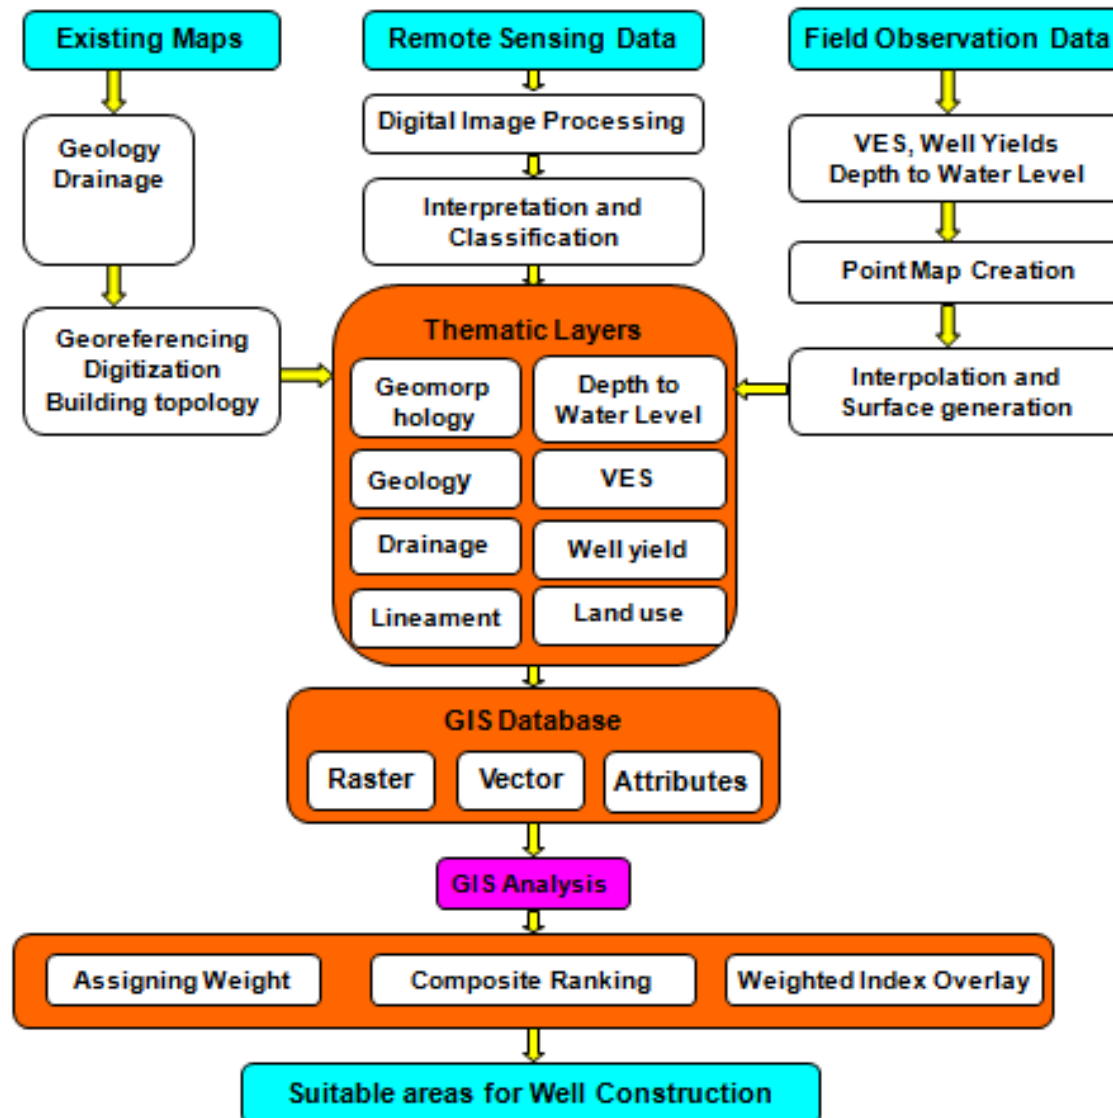 Existing Maps
Remote Sensing Data
Field Observation Data
Geology
Drainage
Digital Image Processing
Interpretation and
Classification
VES, Well Yields
Depth to Water Level
Point Map Creation
Georeferencing
Digitization
Building topology
Interpolation and
Surface generation
Thematic Layers
Geomorp
hology
Depth to
Water Level
Geology
VES
Drainage
Well yield
Lineament
Land use
GIS Database
Raster
Vector
Attributes
GIS Analysis
Assigning Weight
Composite Ranking
Weighted Index Overlay
Suitable areas for Well Construction